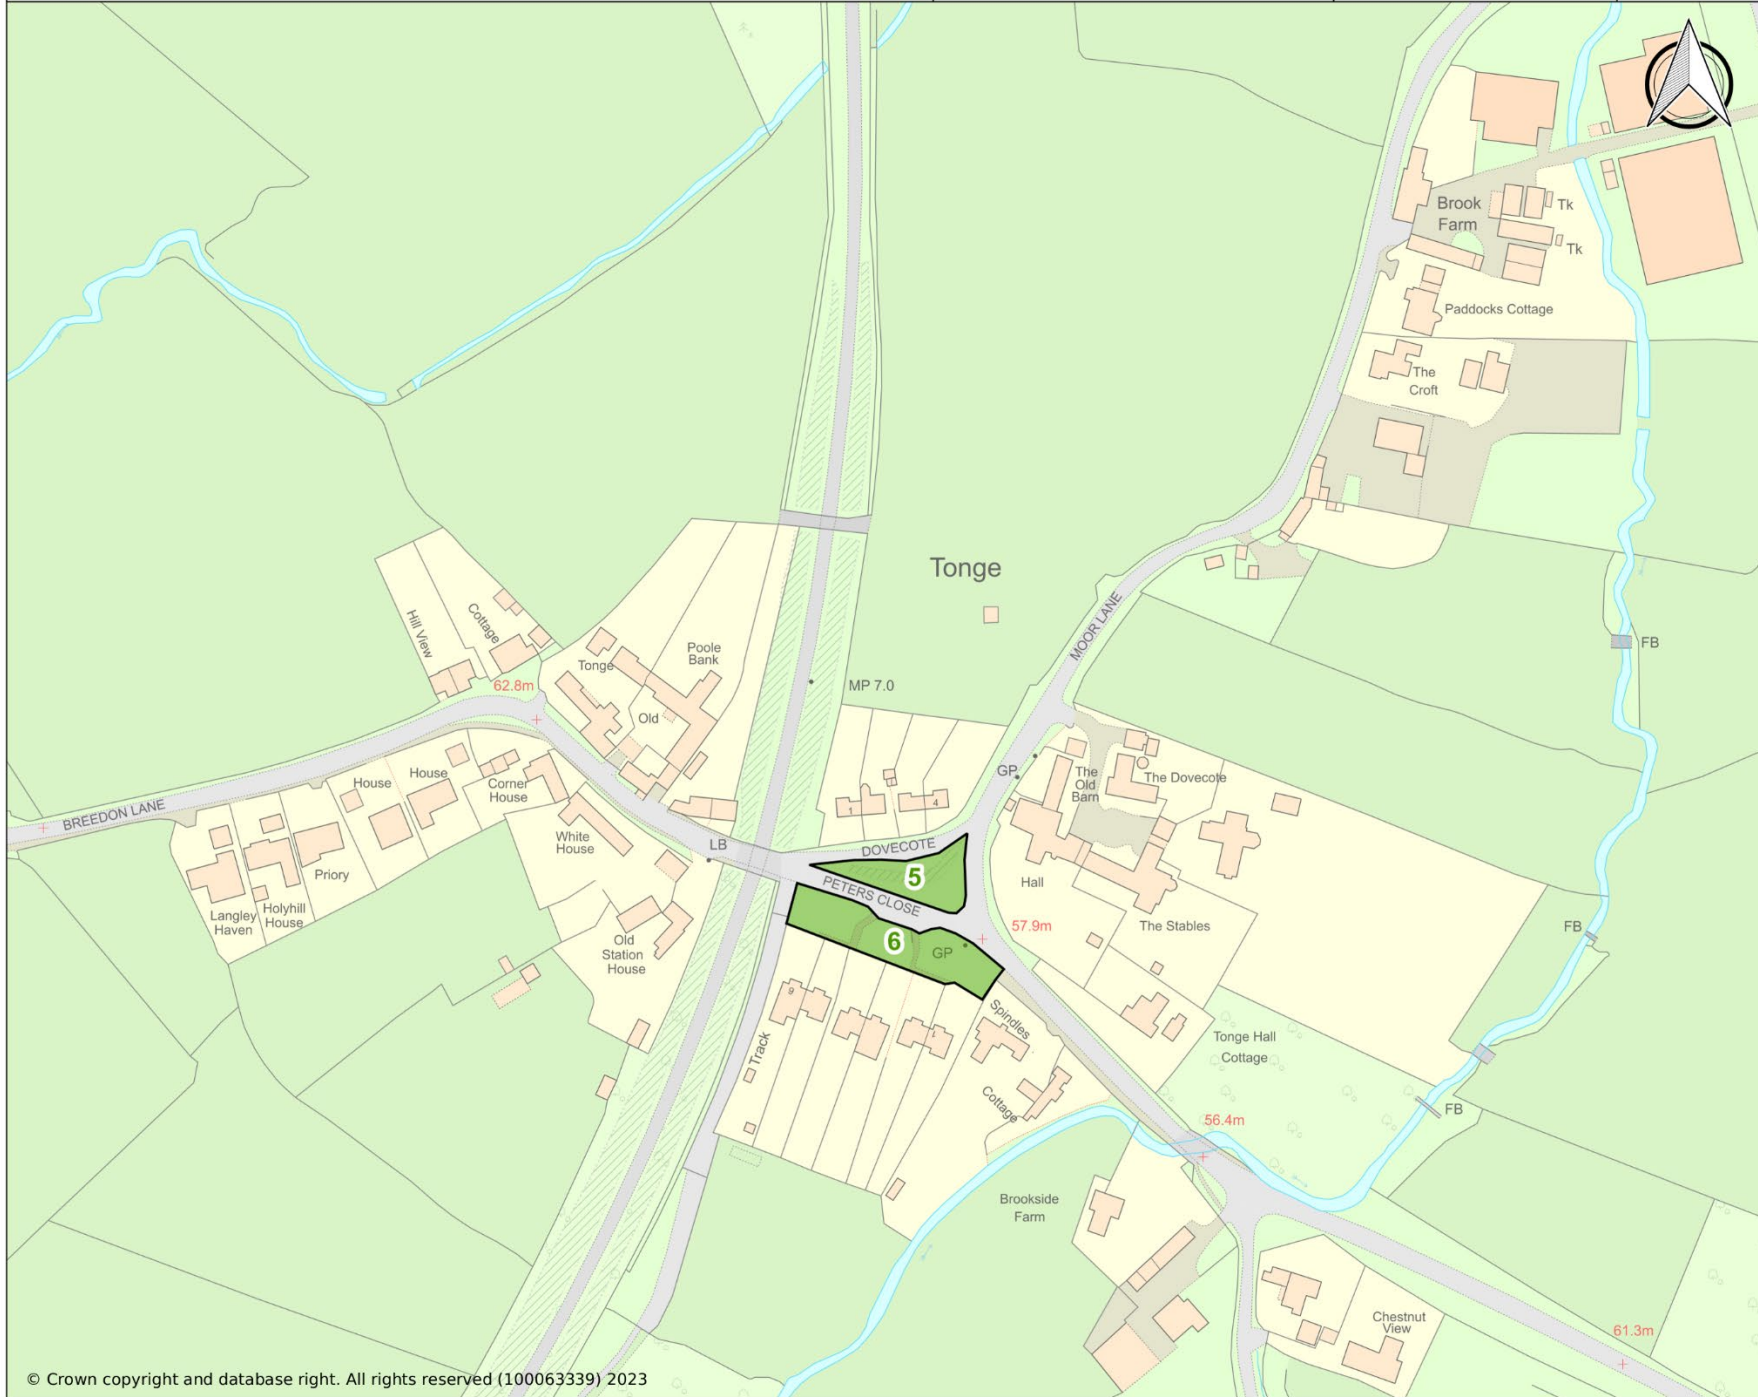 Brook
Farm
Tk
Tk
Paddocks Cottage
The
Croft
Tonge
MOOR LANE
FB
Hill View
Cottage
Tonge
Poole
Bank
62.8m
Old
MP 7.0
GP
The
Old
Barn
The Dovecote
BREEDON LANE
House
House
Corner
House
White
House
1
4
LB
DOVECOTE
5
PETERS CLOSE
Hall
Priory
Langley
Haven
Holyhill
House
Old
Station
House
6
GP
57.9m
The Stables
FB
9
1
Spindles
Track
Cottage
Tonge Hall
Cottage
FB
56.4m
Brookside
Farm
Chestnut
View
61.3m
© Crown copyright and database right. All rights reserved (100063339) 2023